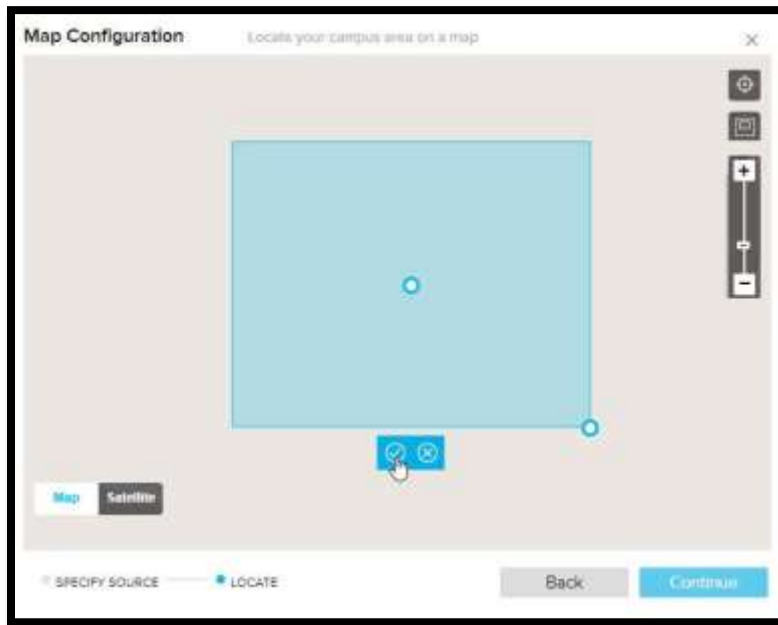 Map Configuration Locate your campus area on a map
Map Satellite
SPECIFY SOURCE LOCATE Back Continue